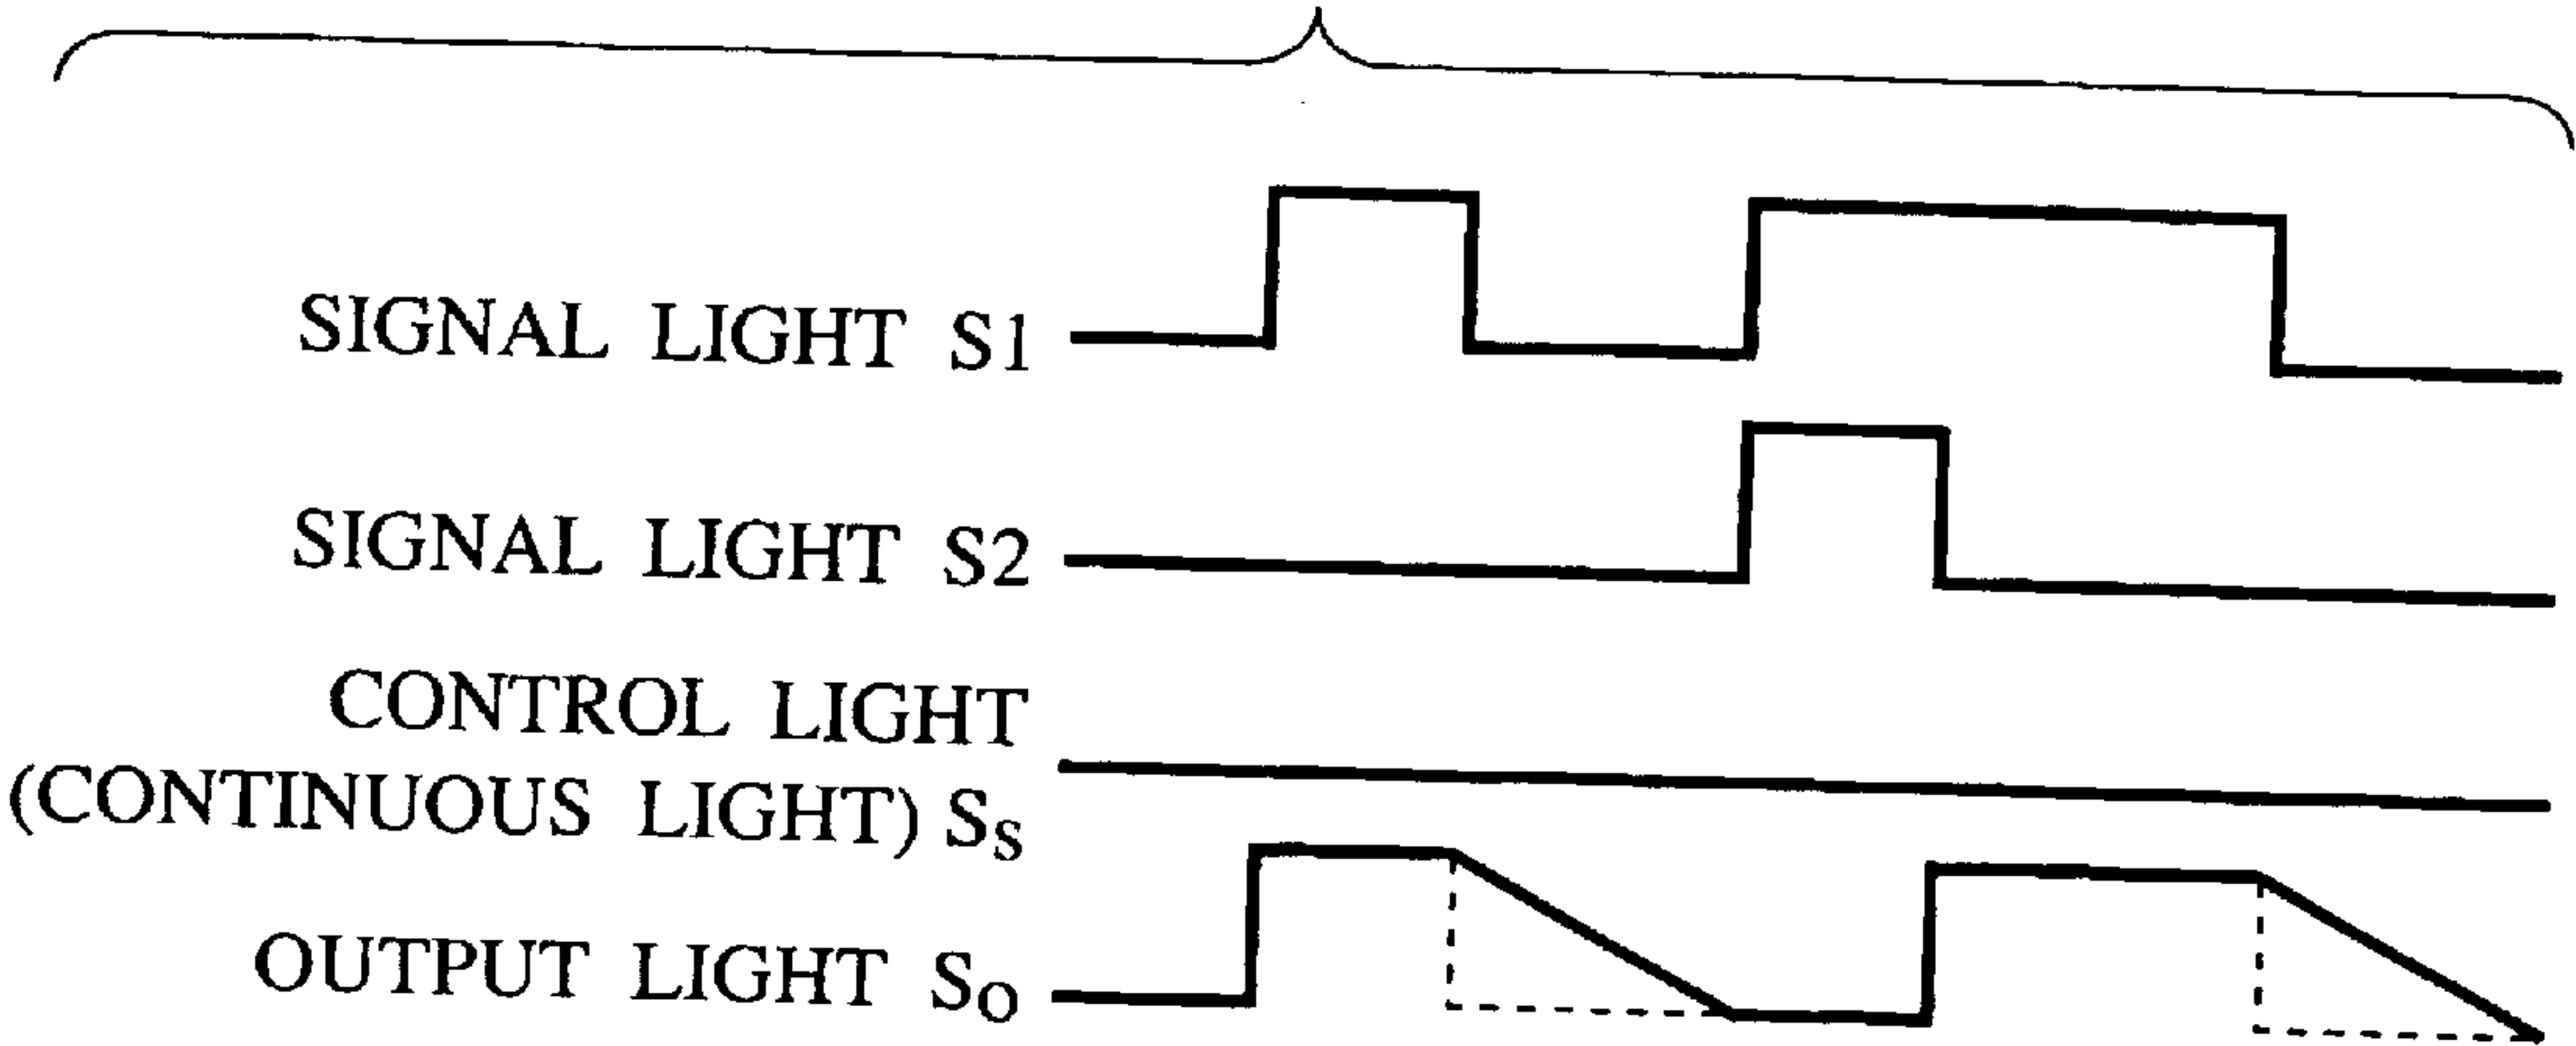 SIGNAL LIGHT S1
SIGNAL LIGHT S2
CONTROL LIGHT
(CONTINUOUS LIGHT) SS
OUTPUT LIGHT SO